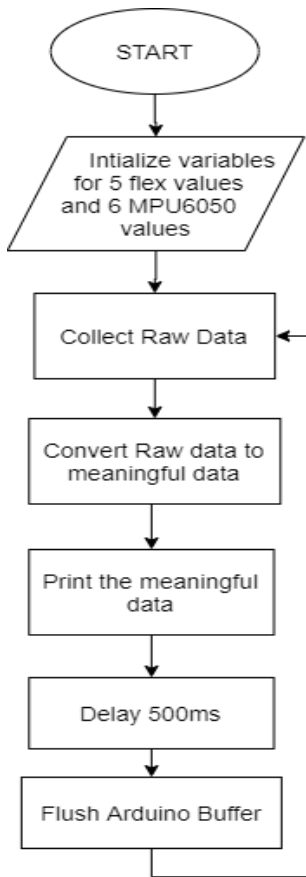 START
Intialize variables
for 5 flex values
and 6 MPU6050
values
Collect Raw Data
Convert Raw data to
meaningful data
Print the meaningful
data
Delay 500ms
Flush Arduino Buffer